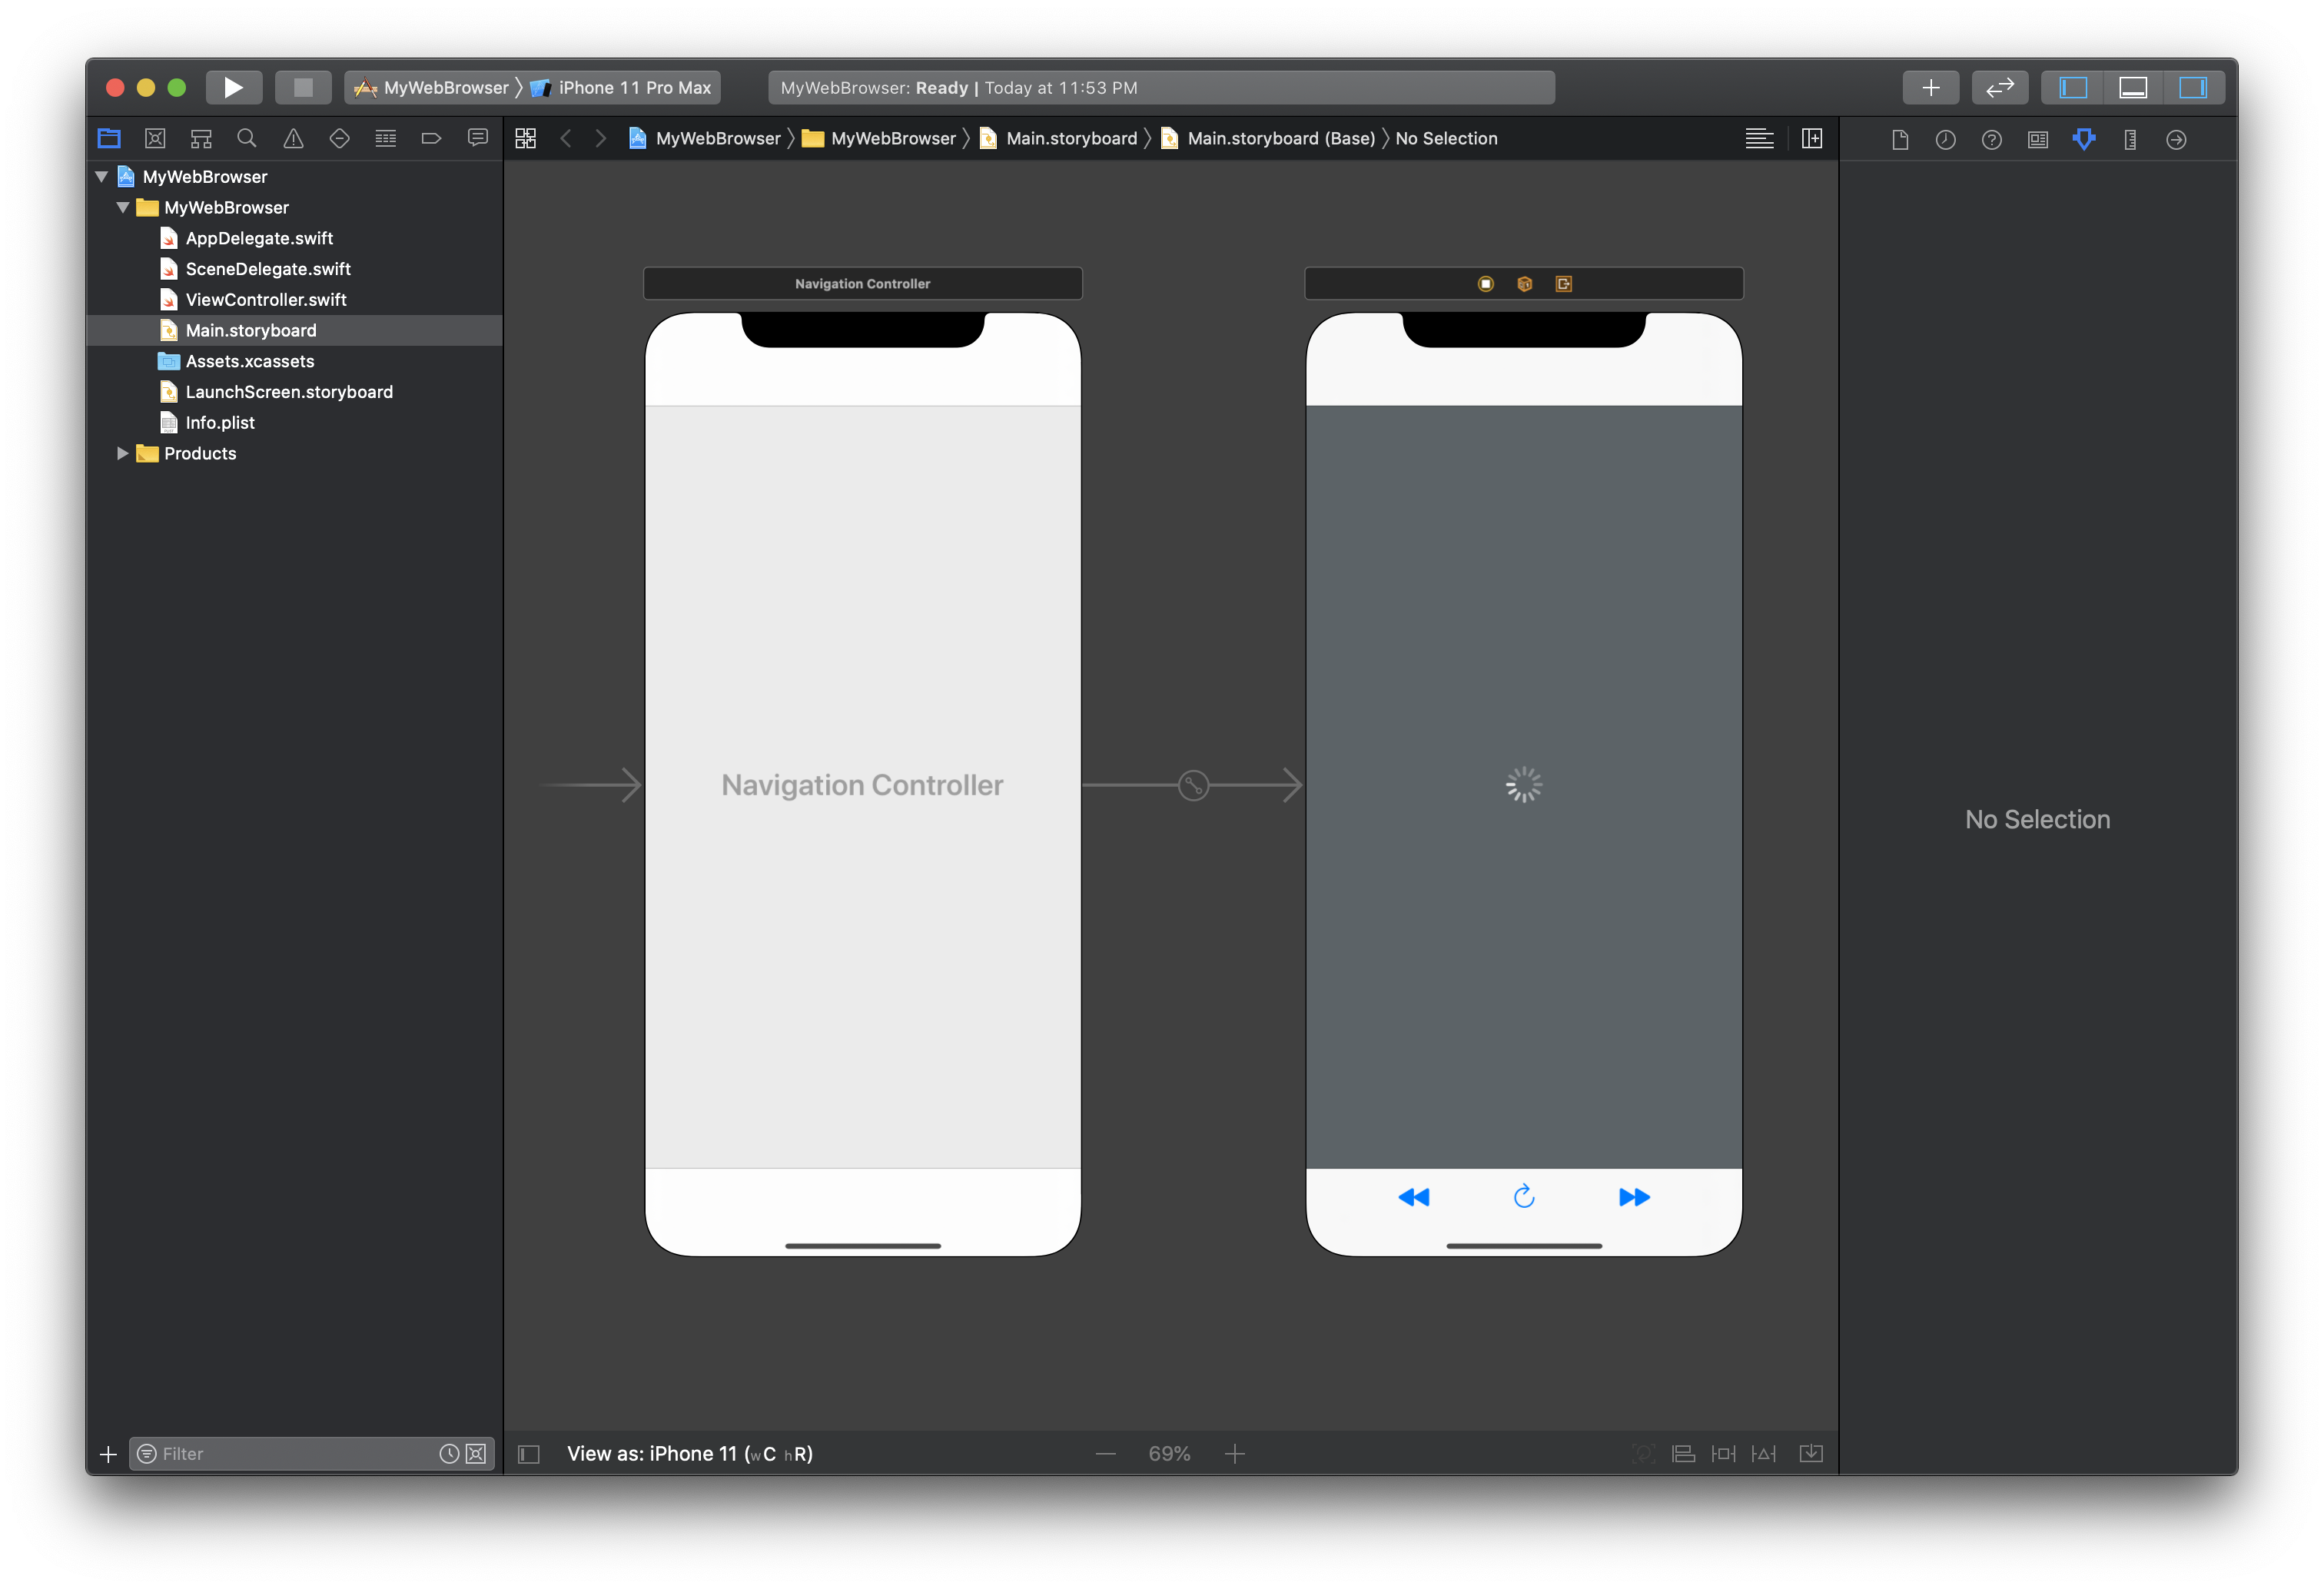 MyWebBrowser 〉 iPhone 11 Pro Max
MyWebBrowser: Ready | Today at 11:53 PM
MyWebBrowser 〉 MyWebBrowser 〉 Main.storyboard 〉 Main.storyboard (Base) 〉 No Selection
MyWebBrowser
MyWebBrowser
AppDelegate.swift
SceneDelegate.swift
ViewController.swift
Main.storyboard
Assets.xcassets
LaunchScreen.storyboard
Info.plist
Products
Navigation Controller
Navigation Controller
No Selection
Filter
View as: iPhone 11 (wC hR)
69%